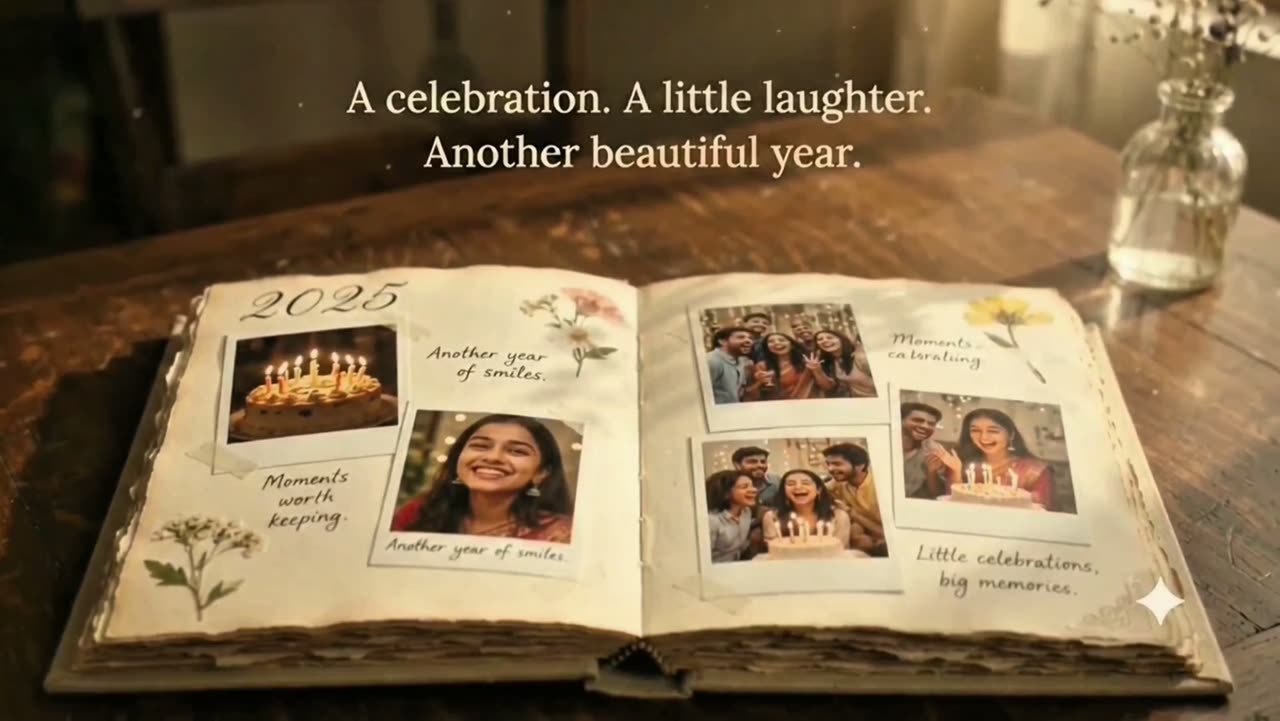 A celebration. A little laughter.
Another beautiful year.
2025
Another year
of smiles.
Moments
worth
keeping.
Another year of smiles.
Moments
calsraliung
Little celebrations,
big memories.